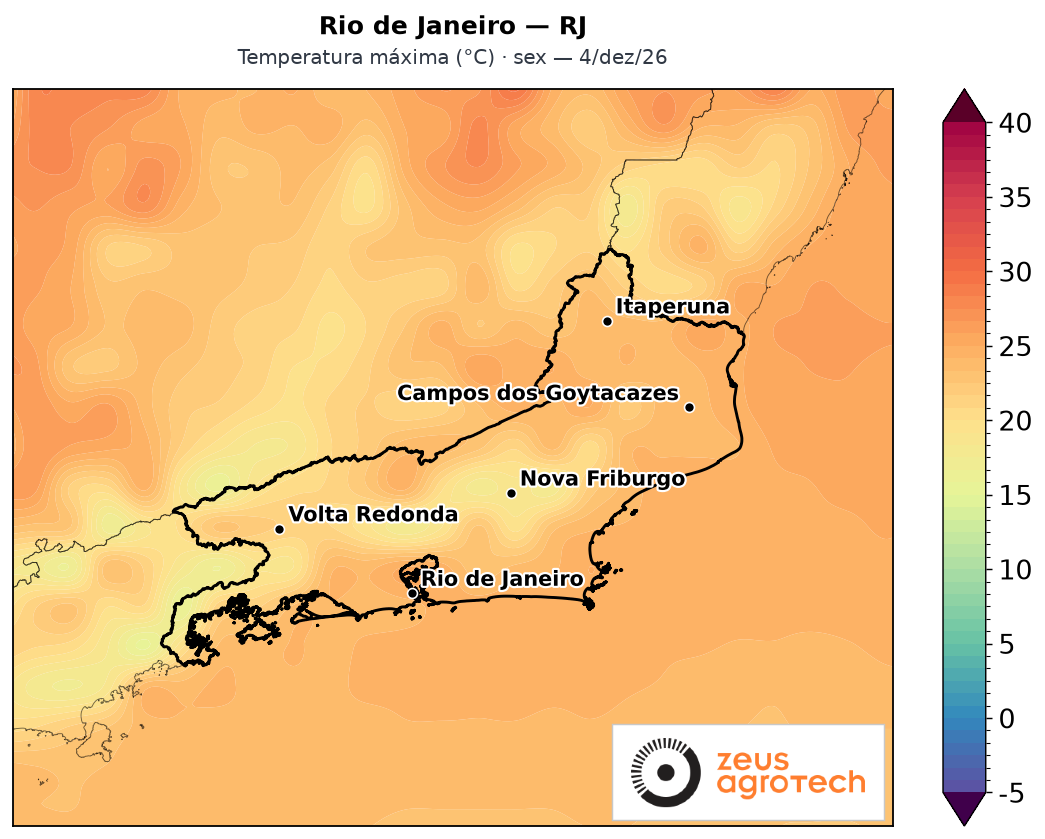 Rio de Janeiro — RJ
Temperatura máxima (°C) · sex — 4/dez/26
Itaperuna
Campos dos Goytacazes
Nova Friburgo
Volta Redonda
Rio de Janeiro
40
35
30
25
20
15
10
5
0
-5
zeus
agrotech